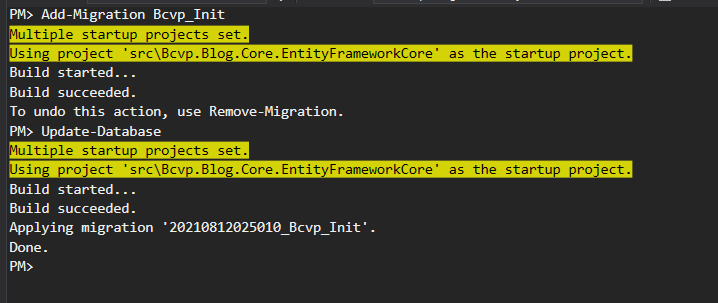 PM> Add-Migration Bcvp_Init
Multiple startup projects set.
Using project 'src\Bcvp.Blog.Core.EntityFrameworkCore' as the startup project.
Build started...
Build succeeded.
To undo this action, use Remove-Migration.
PM> Update-Database
Multiple startup projects set.
Using project 'src\Bcvp.Blog.Core.EntityFrameworkCore' as the startup project.
Build started...
Build succeeded.
Applying migration '20210812025010_Bcvp_Init'.
Done.
PM>